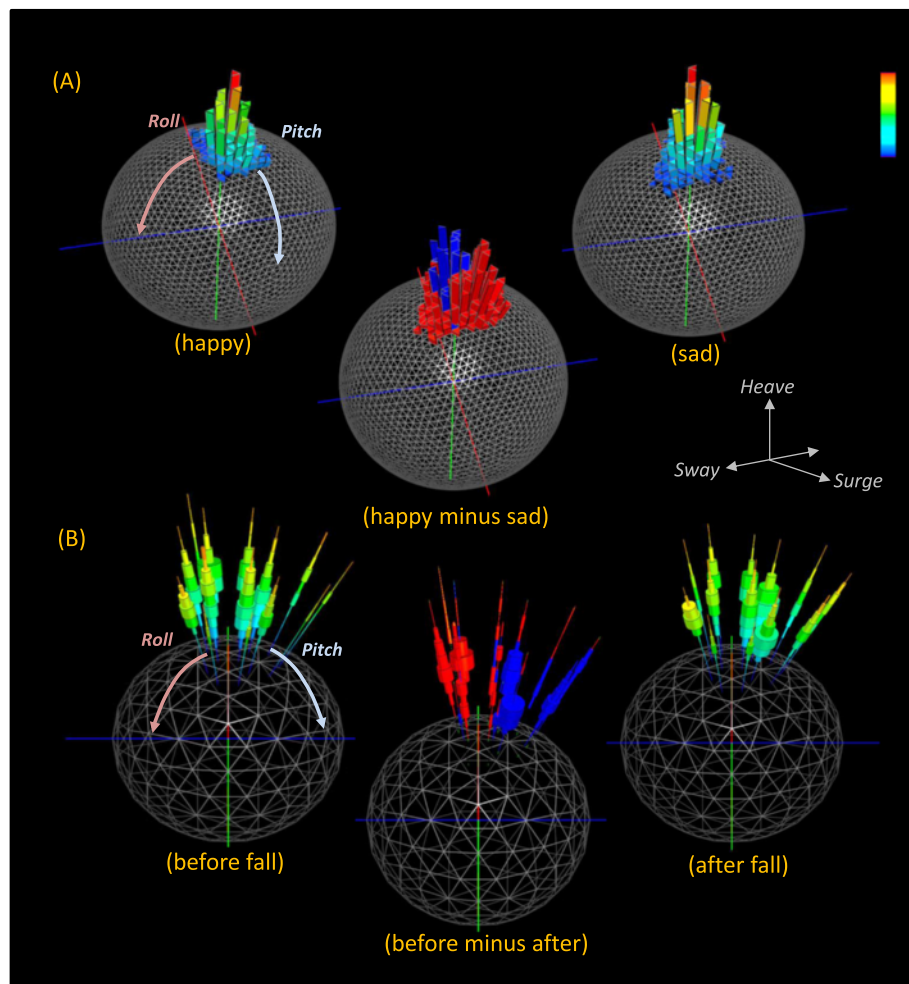 (A)
Roll
Pitch
(happy)
(sad)
(happy minus sad)
Heave
Sway
Surge
(B)
Roll
Pitch
(before fall)
(after fall)
(before minus after)